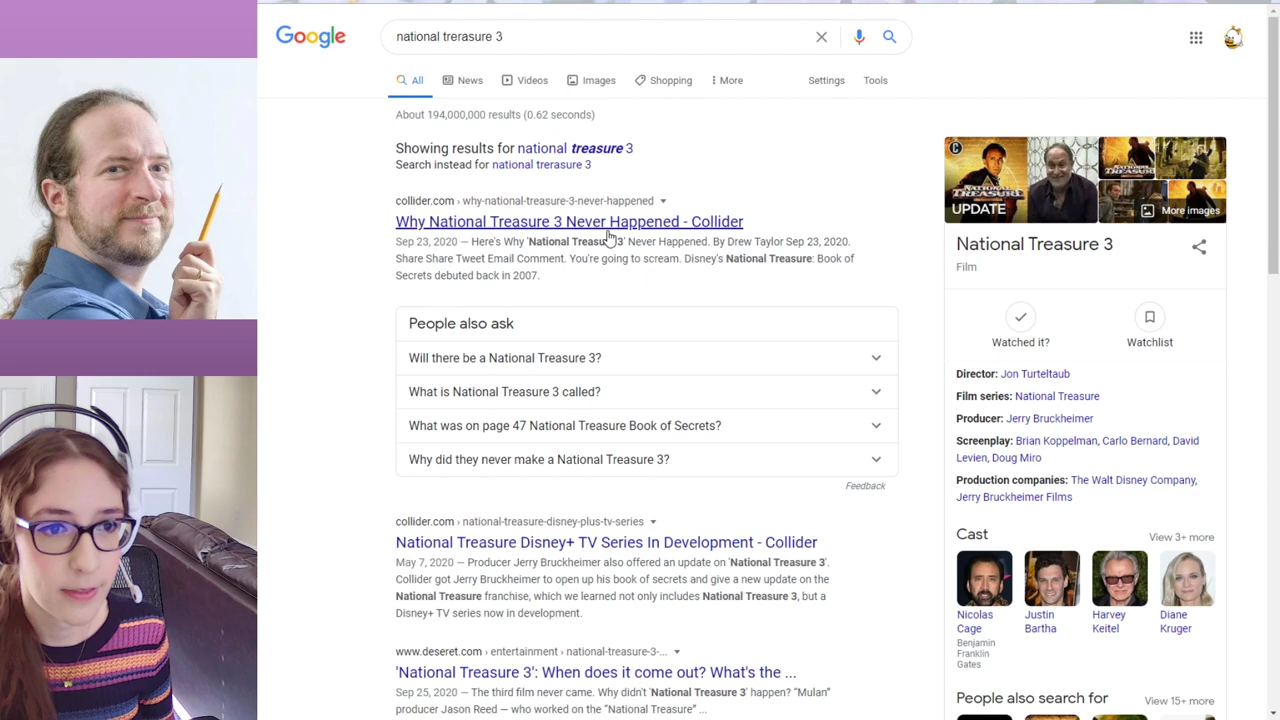 Google
national trerasure 3
All
News
Videos
Images
Shopping
More
Settings
Tools
About 194,000,000 results (0.62 seconds)
Showing results for national treasure 3
Search instead for national trerasure 3
collider.com › why-national-treasure-3-never-happened
Why National Treasure 3 Never Happened - Collider
Sep 23, 2020 — Here's Why 'National Treasure 3' Never Happened. By Drew Taylor Sep 23, 2020.
Share Share Tweet Email Comment. You're going to scream. Disney's National Treasure: Book of
Secrets debuted back in 2007.
People also ask
Will there be a National Treasure 3?
What is National Treasure 3 called?
What was on page 47 National Treasure Book of Secrets?
Why did they never make a National Treasure 3?
Feedback
collider.com › national-treasure-disney-plus-tv-series
National Treasure Disney+ TV Series In Development - Collider
May 7, 2020 — Producer Jerry Bruckheimer also offered an update on 'National Treasure 3'.
Collider got Jerry Bruckheimer to open up his book of secrets and give a new update on the
National Treasure franchise, which we learned not only includes National Treasure 3, but a
Disney+ TV series now in development.
www.deseret.com › entertainment › national-treasure-3-...
'National Treasure 3': When does it come out? What's the ...
Sep 25, 2020 — The third film never came. Why didn't 'National Treasure 3' happen? “Mulan”
producer Jason Reed — who worked on the “National Treasure” ...
NATIONAL
TREASURE
UPDATE
More images
National Treasure 3
Film
Watched it?
Watchlist
Director: Jon Turteltaub
Film series: National Treasure
Producer: Jerry Bruckheimer
Screenplay: Brian Koppelman, Carlo Bernard, David
Levien, Doug Miro
Production companies: The Walt Disney Company,
Jerry Bruckheimer Films
Cast
View 3+ more
Nicolas
Cage
Benjamin
Franklin
Gates
Justin
Bartha
Harvey
Keitel
Diane
Kruger
People also search for
View 15+ more